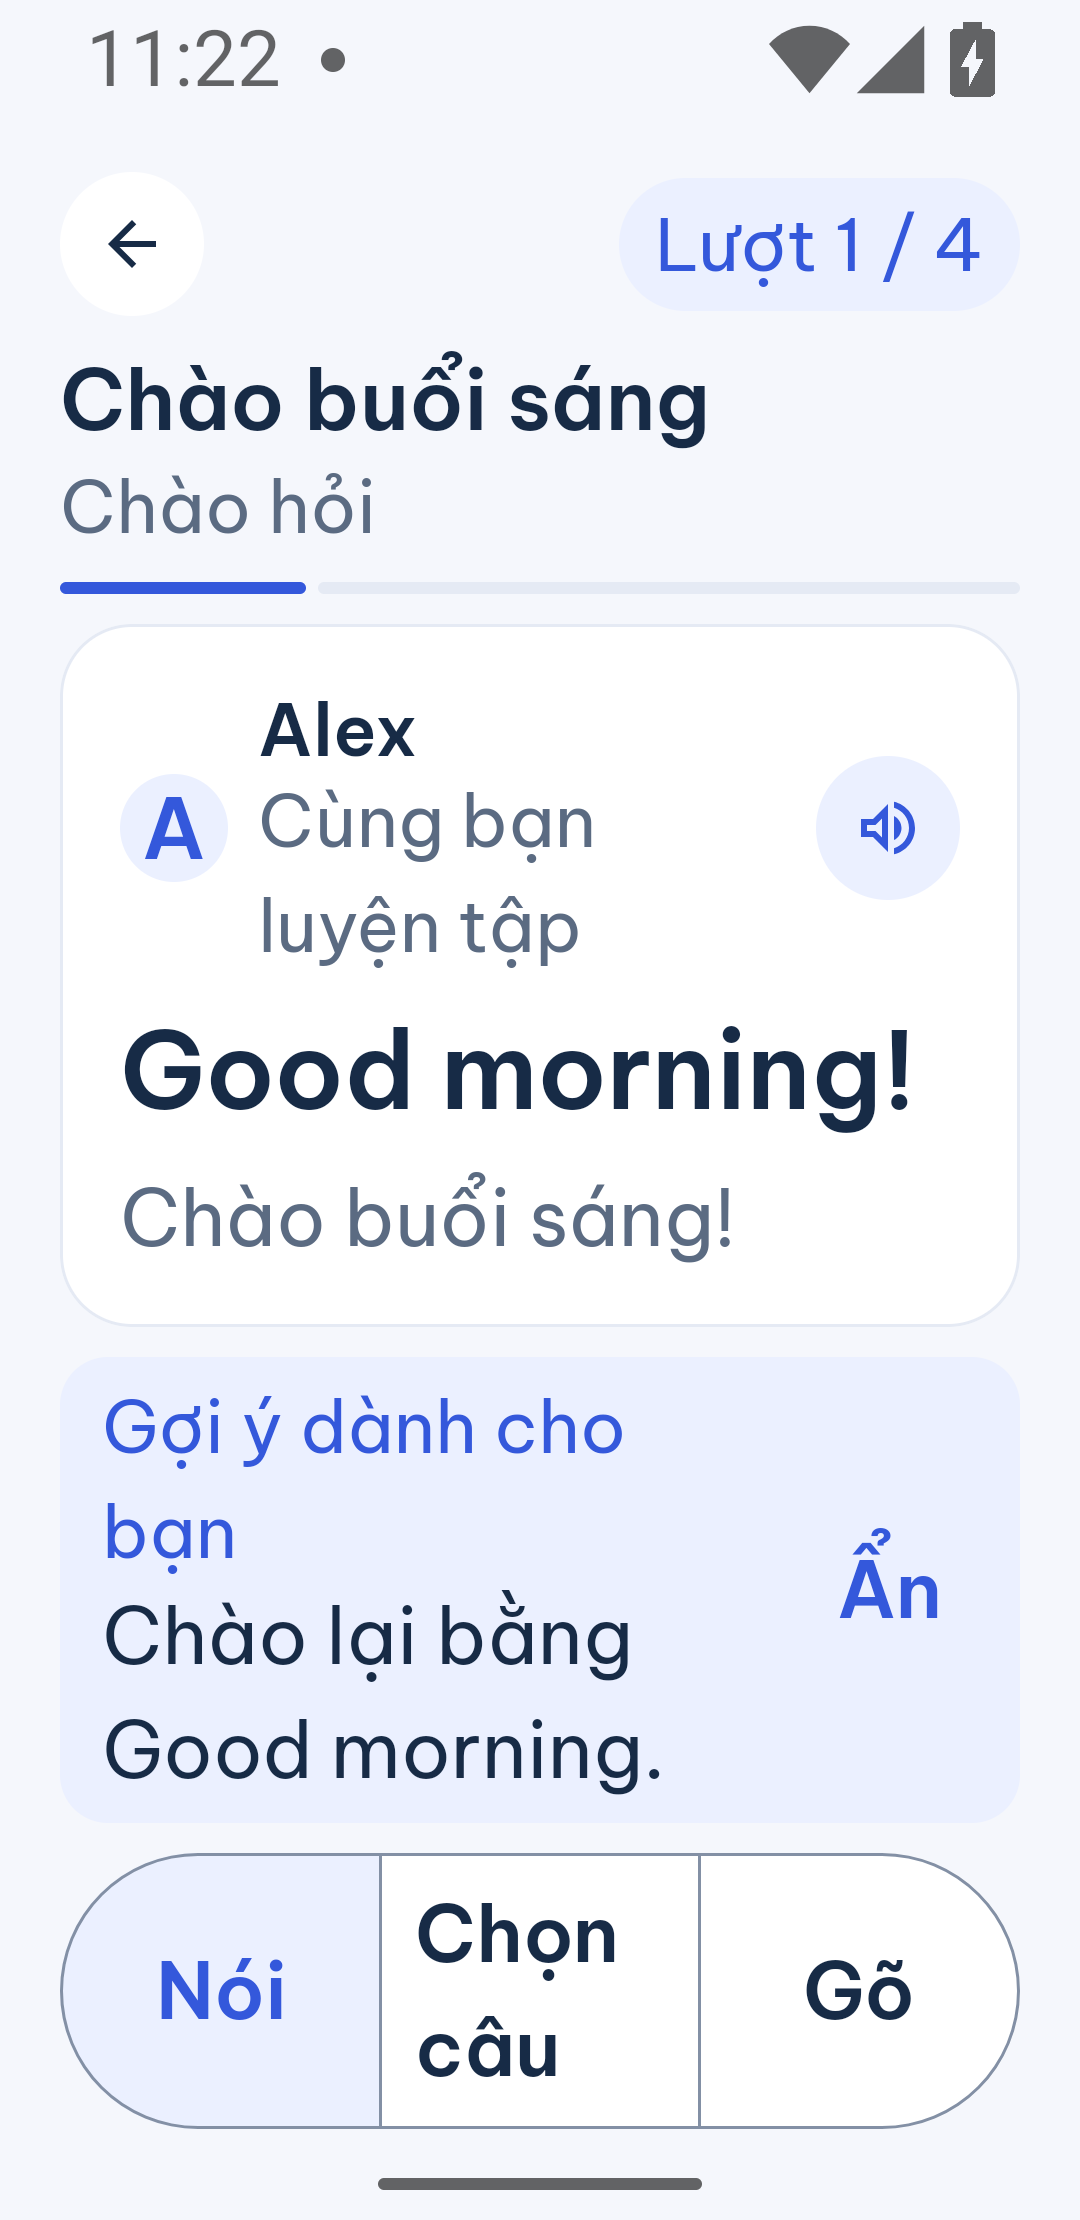 11:22
Lượt 1 / 4
Chào buổi sáng
Chào hỏi
Alex
A
Cùng bạn
luyện tập
Good morning!
Chào buổi sáng!
Gợi ý dành cho
bạn
Ẩn
Chào lại bằng
Good morning.
Nói
Chọn
câu
Gõ